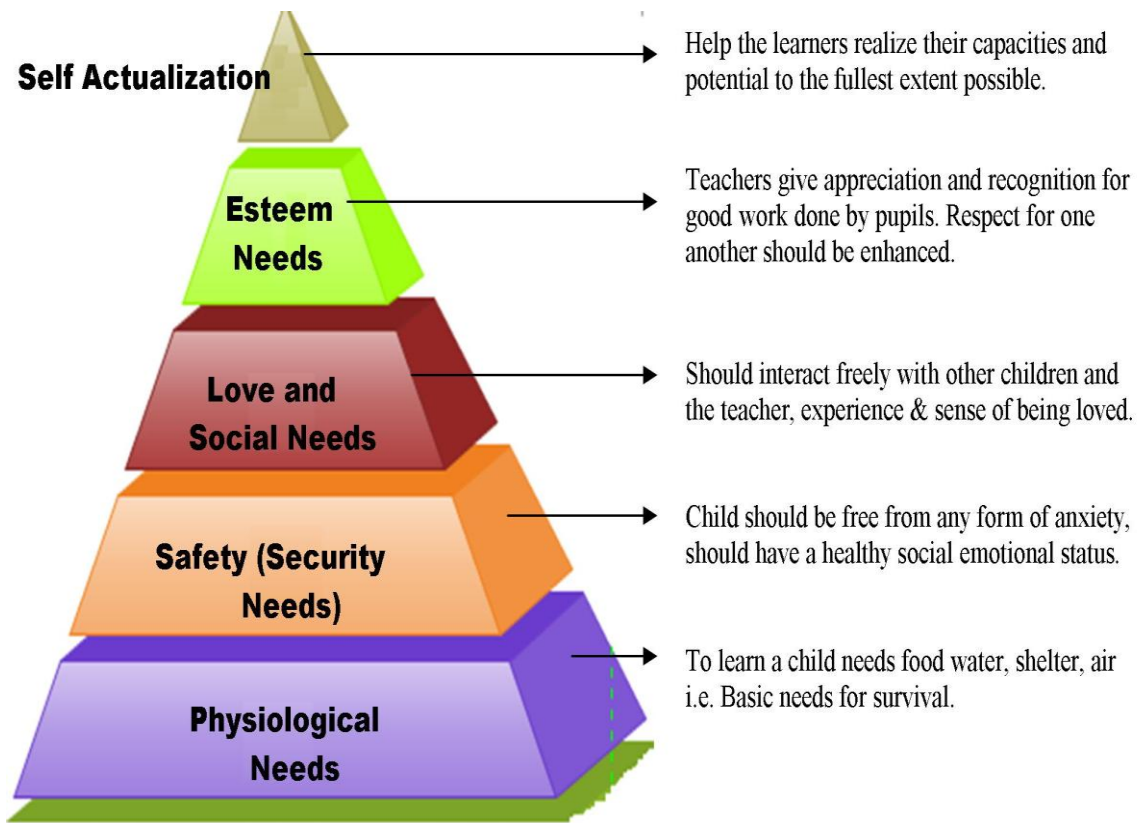 Self Actualization
Help the learners realize their capacities and
potential to the fullest extent possible.
Esteem
Needs
Teachers give appreciation and recognition for
good work done by pupils. Respect for one
another should be enhanced.
Love and
Social Needs
Should interact freely with other children and
the teacher, experience & sense of being loved.
Safety (Security
Needs)
Child should be free from any form of anxiety,
should have a healthy social emotional status.
Physiological
Needs
To learn a child needs food water, shelter, air
i.e. Basic needs for survival.